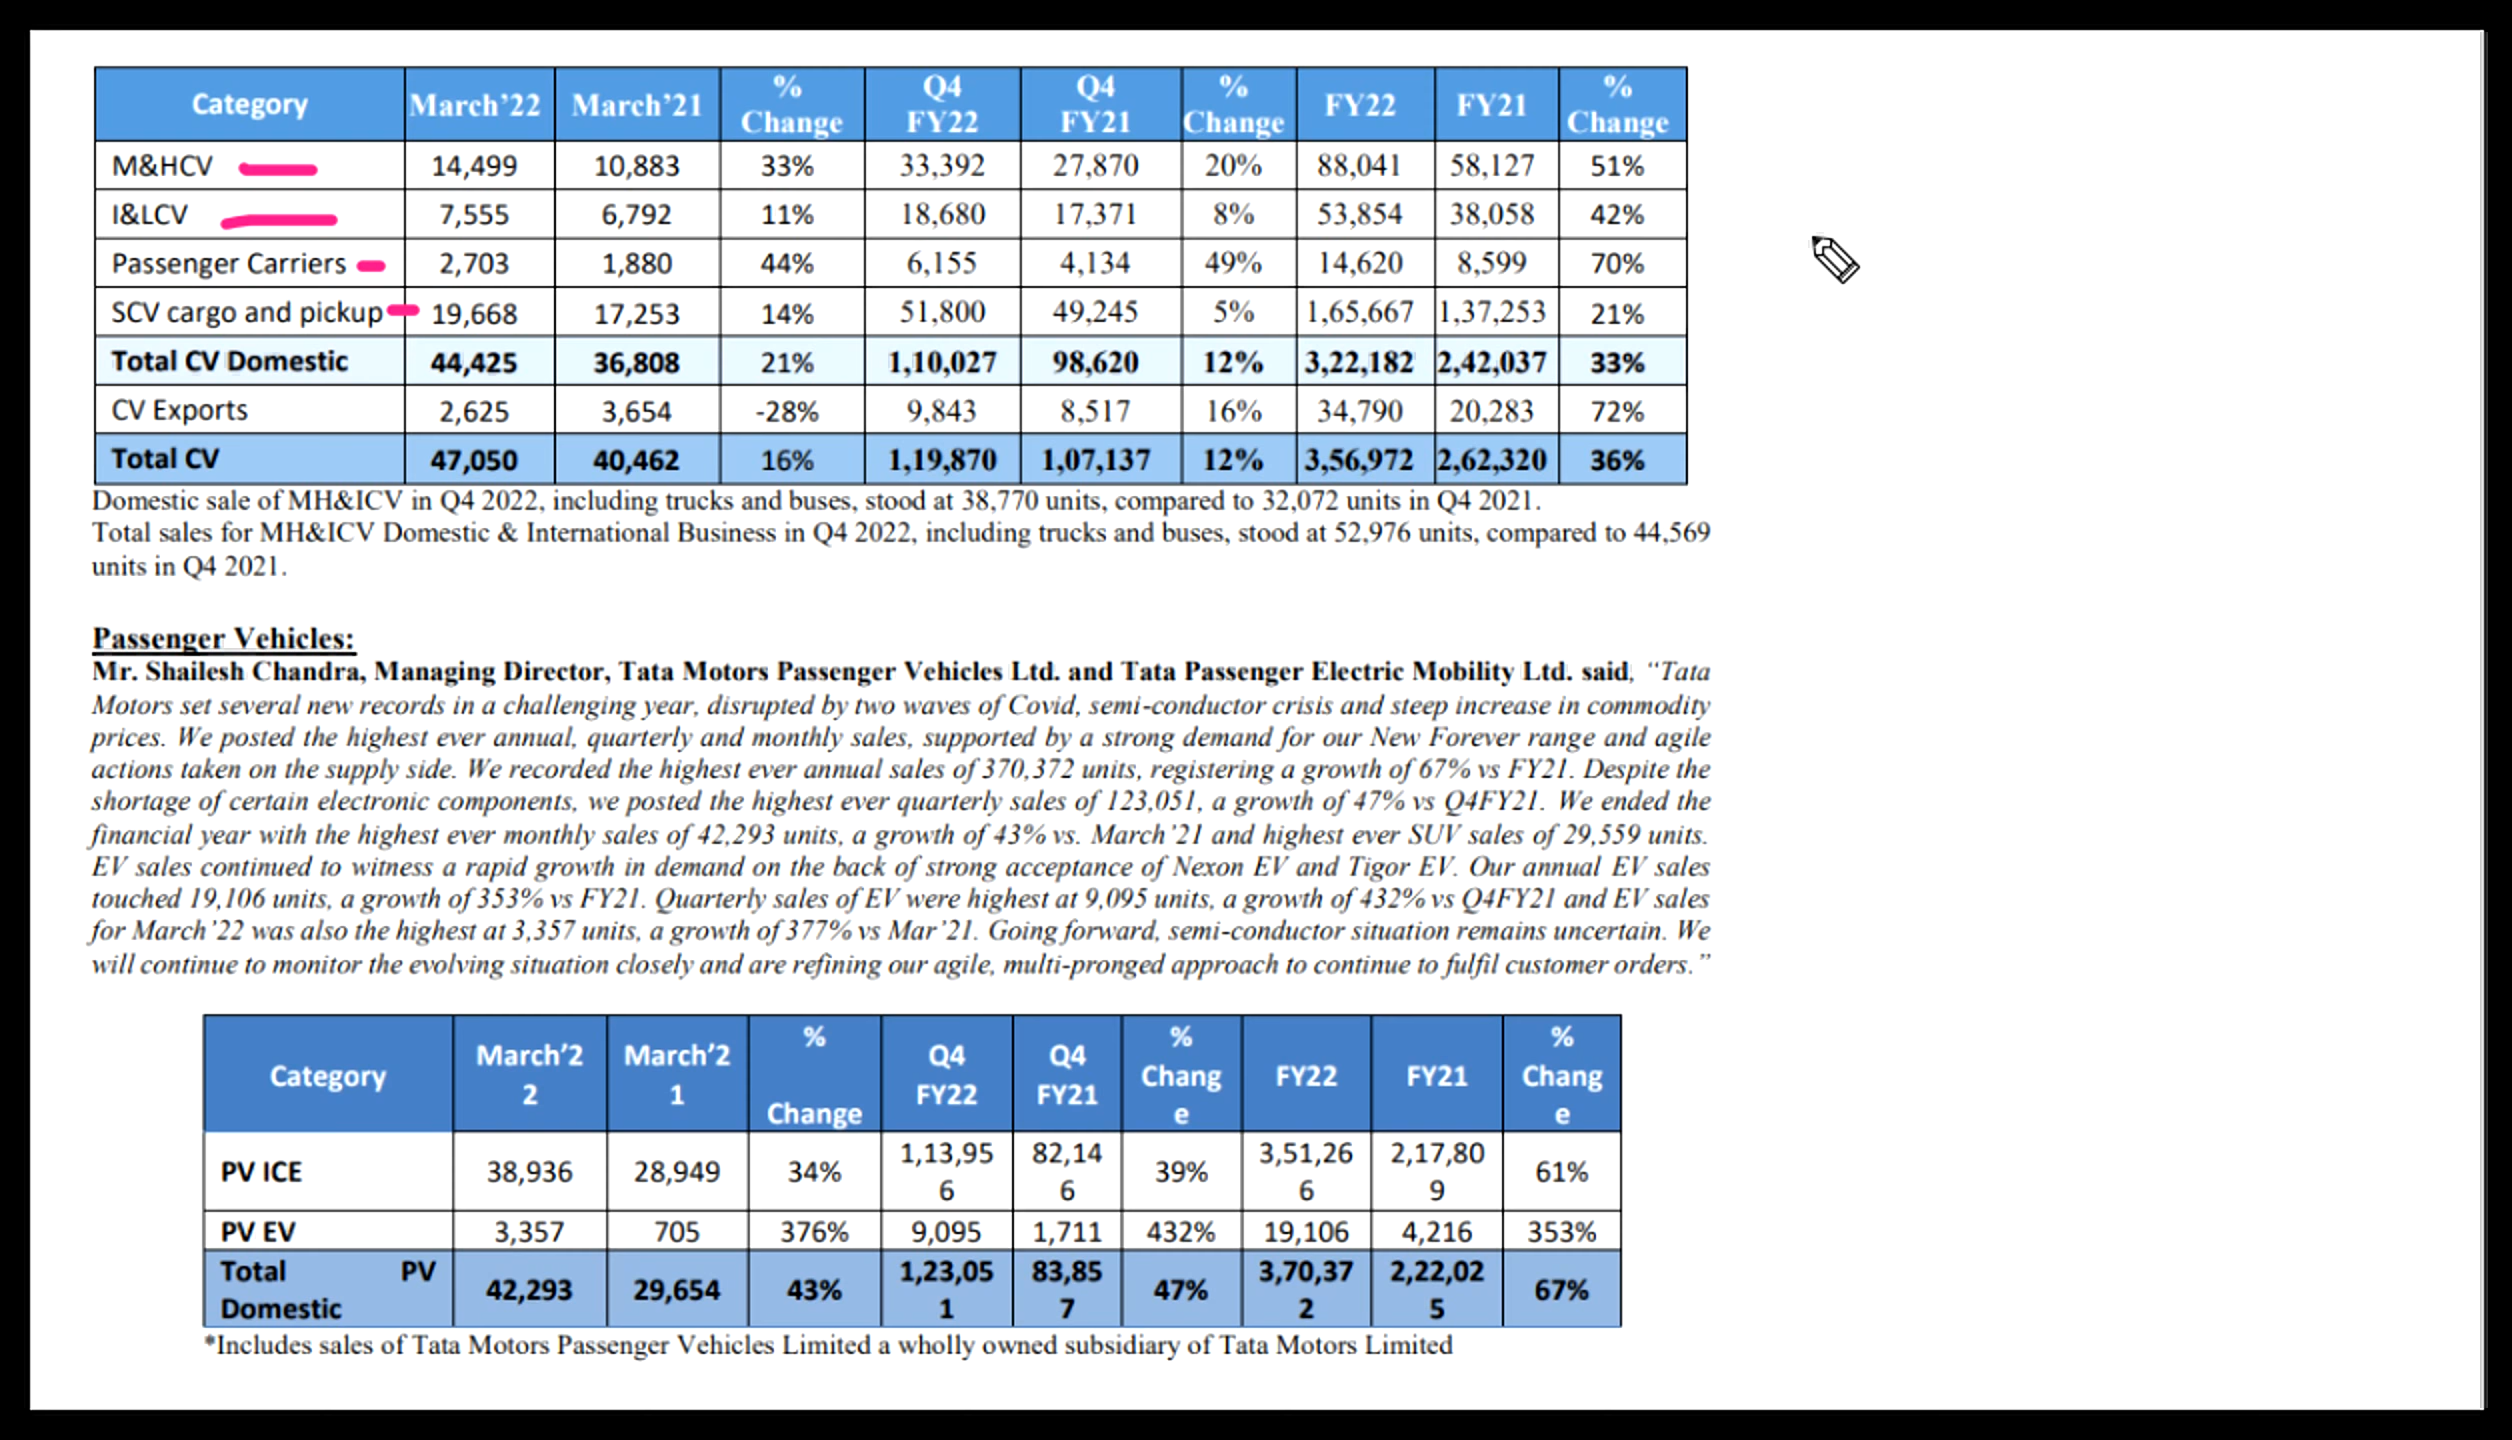 Category March’22 March’21 % Change Q4 FY22 Q4 FY21 % Change FY22 FY21 % Change
M&HCV 14,499 10,883 33% 33,392 27,870 20% 88,041 58,127 51%
I&LCV 7,555 6,792 11% 18,680 17,371 8% 53,854 38,058 42%
Passenger Carriers 2,703 1,880 44% 6,155 4,134 49% 14,620 8,599 70%
SCV cargo and pickup 19,668 17,253 14% 51,800 49,245 5% 1,65,667 1,37,253 21%
Total CV Domestic 44,425 36,808 21% 1,10,027 98,620 12% 3,22,182 2,42,037 33%
CV Exports 2,625 3,654 -28% 9,843 8,517 16% 34,790 20,283 72%
Total CV 47,050 40,462 16% 1,19,870 1,07,137 12% 3,56,972 2,62,320 36%
Domestic sale of MH&ICV in Q4 2022, including trucks and buses, stood at 38,770 units, compared to 32,072 units in Q4 2021.
Total sales for MH&ICV Domestic & International Business in Q4 2022, including trucks and buses, stood at 52,976 units, compared to 44,569
units in Q4 2021.
Passenger Vehicles:
Mr. Shailesh Chandra, Managing Director, Tata Motors Passenger Vehicles Ltd. and Tata Passenger Electric Mobility Ltd. said, “Tata
Motors set several new records in a challenging year, disrupted by two waves of Covid, semi-conductor crisis and steep increase in commodity
prices. We posted the highest ever annual, quarterly and monthly sales, supported by a strong demand for our New Forever range and agile
actions taken on the supply side. We recorded the highest ever annual sales of 370,372 units, registering a growth of 67% vs FY21. Despite the
shortage of certain electronic components, we posted the highest ever quarterly sales of 123,051, a growth of 47% vs Q4FY21. We ended the
financial year with the highest ever monthly sales of 42,293 units, a growth of 43% vs. March’21 and highest ever SUV sales of 29,559 units.
EV sales continued to witness a rapid growth in demand on the back of strong acceptance of Nexon EV and Tigor EV. Our annual EV sales
touched 19,106 units, a growth of 353% vs FY21. Quarterly sales of EV were highest at 9,095 units, a growth of 432% vs Q4FY21 and EV sales
for March’22 was also the highest at 3,357 units, a growth of 377% vs Mar’21. Going forward, semi-conductor situation remains uncertain. We
will continue to monitor the evolving situation closely and are refining our agile, multi-pronged approach to continue to fulfil customer orders.”
Category March’22 March’21 % Change Q4 FY22 Q4 FY21 % Change FY22 FY21 % Change
PV ICE 38,936 28,949 34% 1,13,956 82,146 39% 3,51,266 2,17,809 61%
PV EV 3,357 705 376% 9,095 1,711 432% 19,106 4,216 353%
Total PV Domestic 42,293 29,654 43% 1,23,051 83,857 47% 3,70,372 2,22,025 67%
*Includes sales of Tata Motors Passenger Vehicles Limited a wholly owned subsidiary of Tata Motors Limited